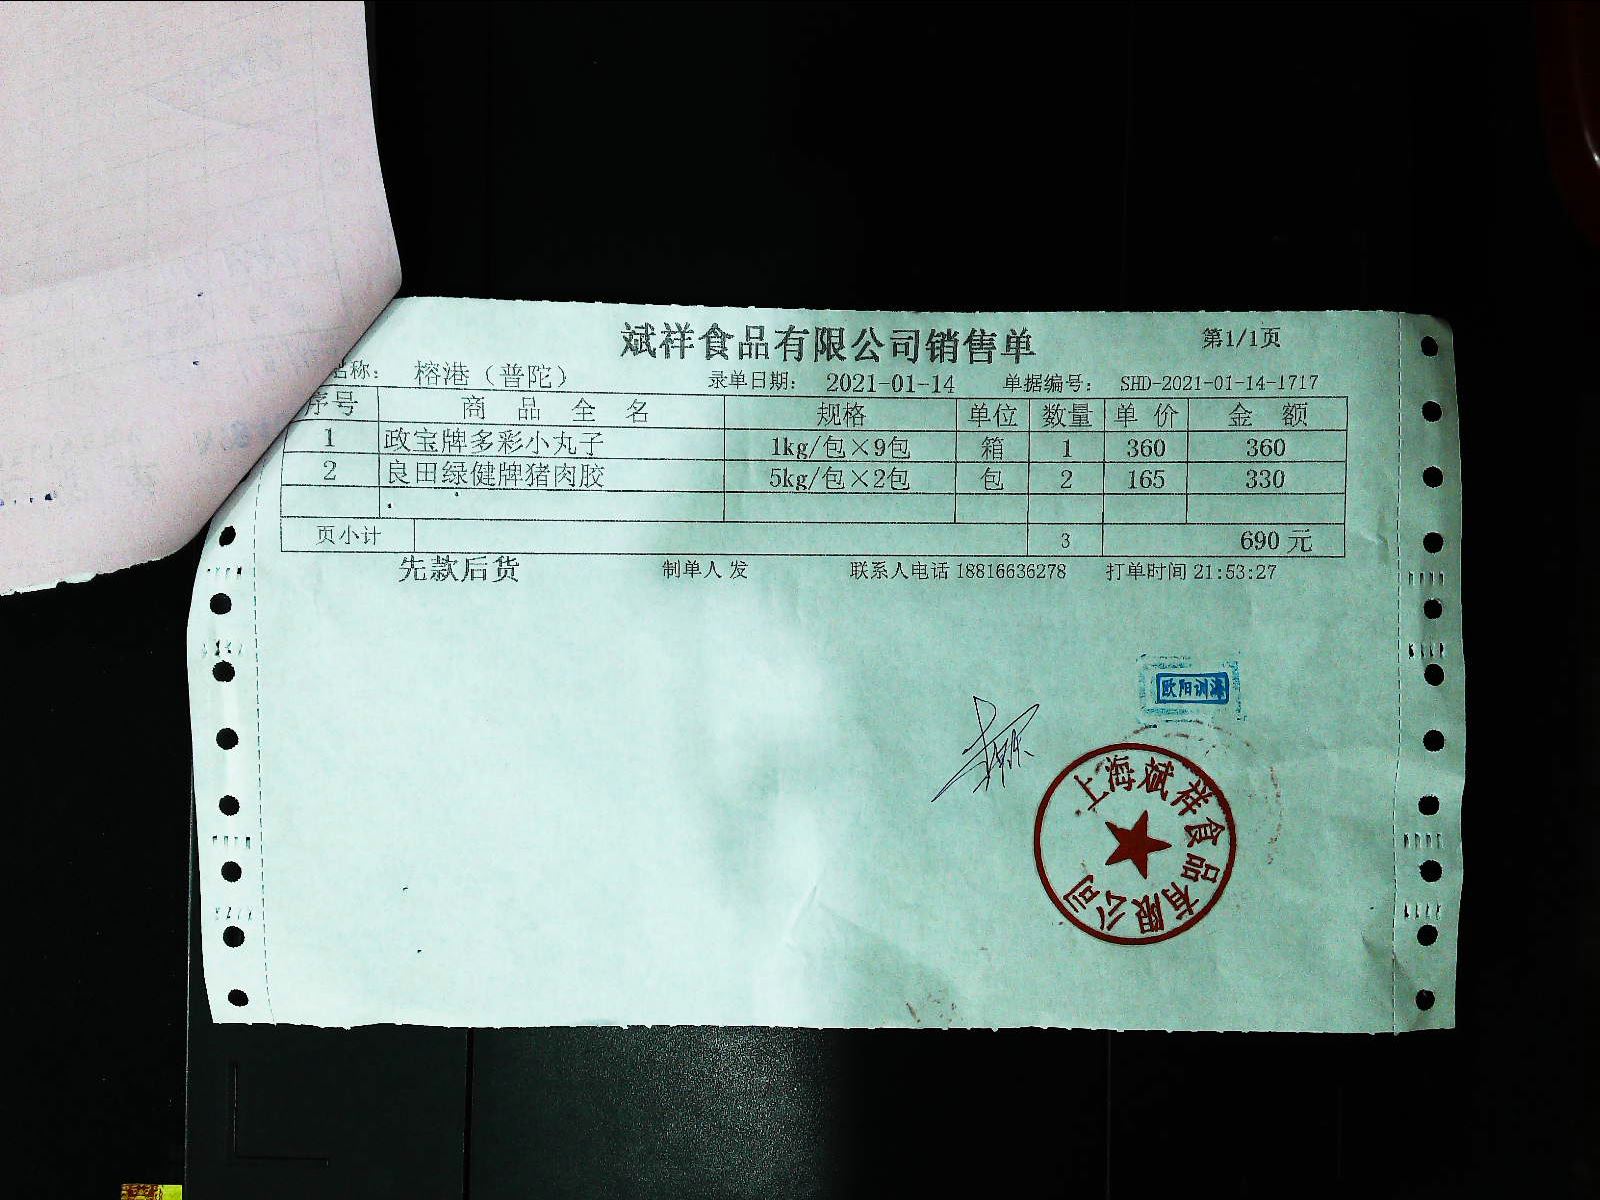 斌祥食品有限公司销售单 第1/1页
名称： 榕港（普陀） 录单日期： 2021-01-14 单据编号： SHD-2021-01-14-1717
序号 商品全名 规格 单位 数量 单价 金额
1 政宝牌多彩小丸子 1kg/包×9包 箱 1 360 360
2 良田绿健牌猪肉胶 5kg/包×2包 包 2 165 330
页小计 3 690 元
先款后货 制单人 发 联系人电话 18816636278 打单时间 21:53:27
欧阳训海
上海斌祥食品有限公司